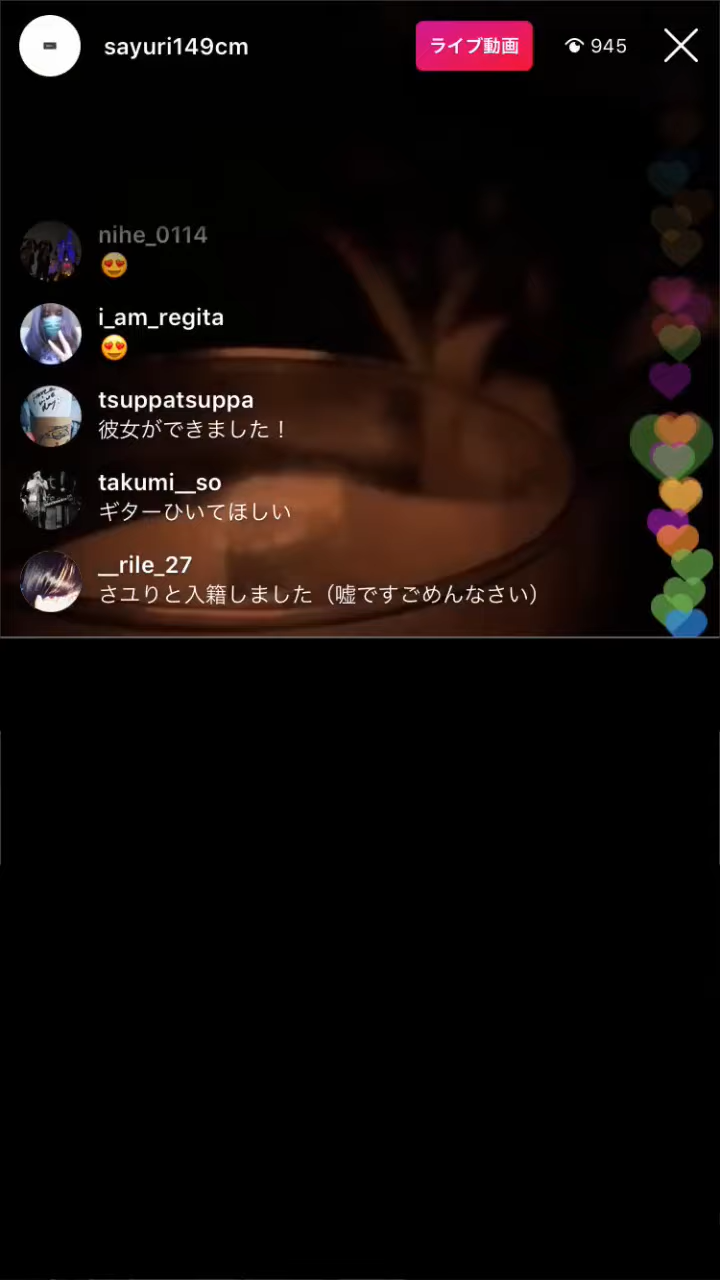 sayuri149cm
ライブ動画
945
nihe_0114
😍
i_am_regita
😍
tsuppatsuppa
彼女ができました！
takumi__so
ギターひいてほしい
__rile_27
さユりと入籍しました（嘘ですごめんなさい）